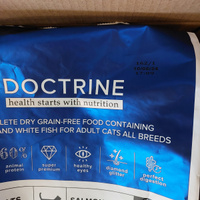 DOCTRINE
health starts with nutrition
LETE DRY GRAIN-FREE FOOD CONTAINING
AND WHITE FISH FOR ADULT CATS ALL BREEDS
60%
animal protein
super premium
healthy eyes
diamond glitter
perfect digestion